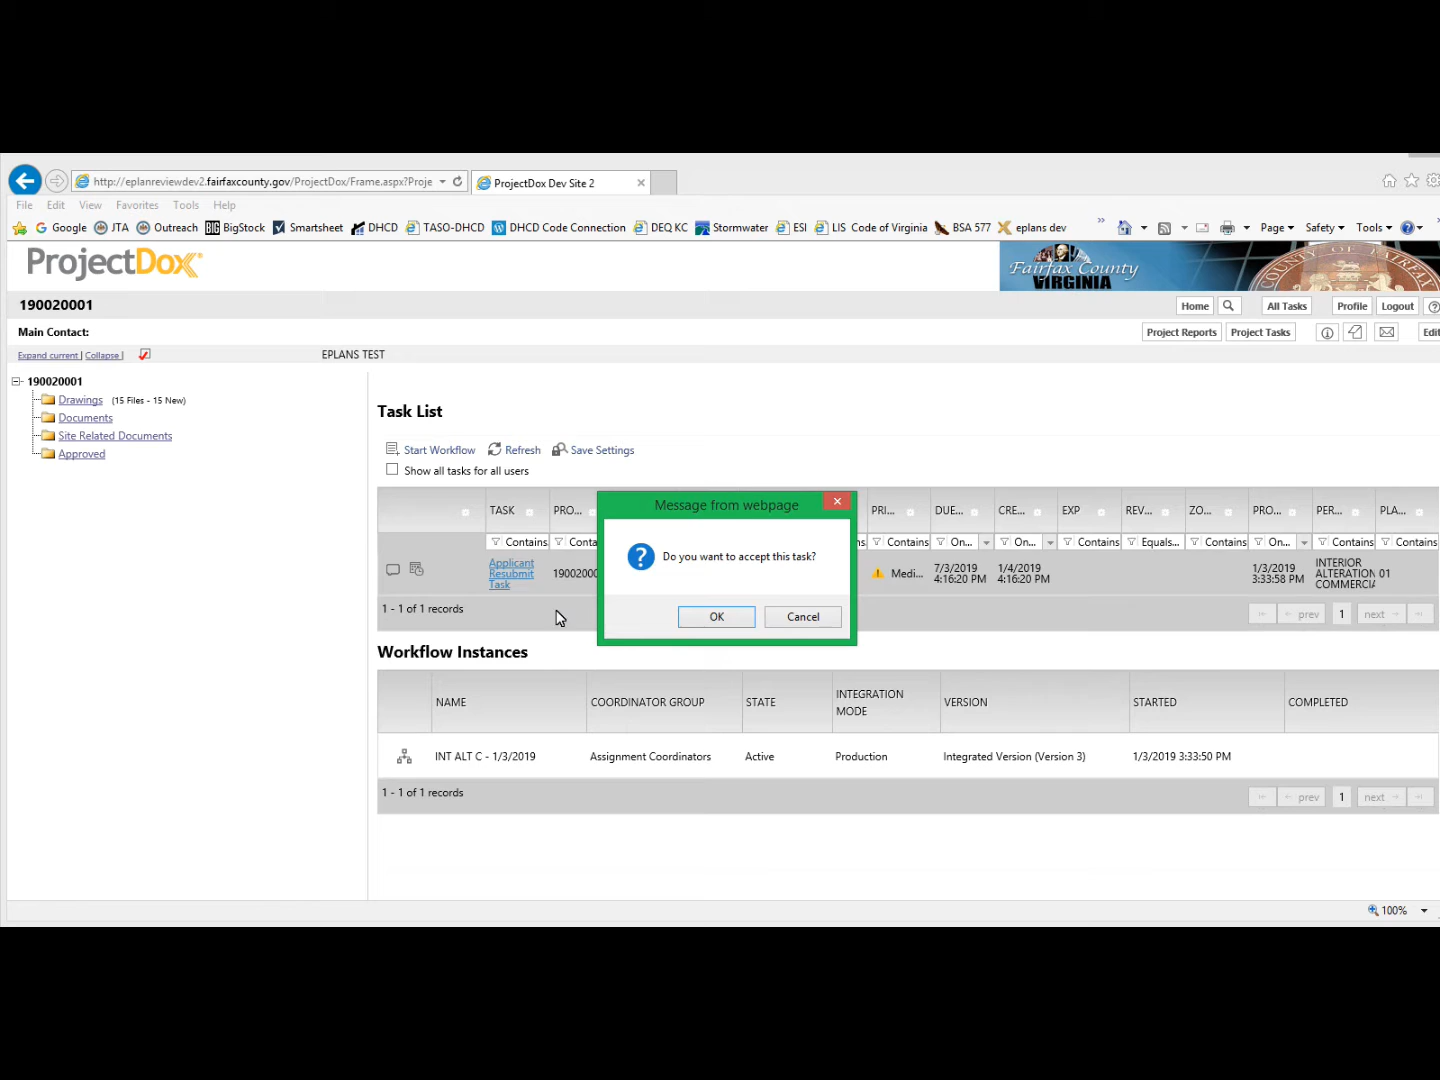 http://eplanreviewdev2.fairfaxcounty.gov/ProjectDox/Frame.aspx?Proje ProjectDox Dev Site 2
File Edit View Favorites Tools Help
Google JTA Outreach BIG BigStock Smartsheet DHCD TASO-DHCD DHCD Code Connection DEQ KC Stormwater ESI LIS Code of Virginia BSA 577 eplans dev Page Safety Tools
ProjectDox Fairfax County
VIRGINIA COUNTY OF FAIRFAX
190020001 Home All Tasks Profile Logout
Main Contact: Project Reports Project Tasks Edit
Expand current | Collapse | EPLANS TEST
190020001
Drawings (15 Files - 15 New)
Documents
Site Related Documents
Approved
Task List
Start Workflow Refresh Save Settings
Show all tasks for all users
TASK PRO... PRI... DUE... CRE... EXP REV... ZO... PRO... PER... PLA...
Contains Conta ns Contains On... On... Contains Equals... Contains On... Contains Contains
Applicant
Resubmit
Task
1900200 Medi...
7/3/2019
4:16:20 PM
1/4/2019
4:16:20 PM
1/3/2019
3:33:58 PM
INTERIOR
ALTERATION
COMMERCIA
01
1 - 1 of 1 records prev 1 next
Message from webpage
Do you want to accept this task?
OK Cancel
Workflow Instances
NAME COORDINATOR GROUP STATE INTEGRATION
MODE VERSION STARTED COMPLETED
INT ALT C - 1/3/2019 Assignment Coordinators Active Production Integrated Version (Version 3) 1/3/2019 3:33:50 PM
1 - 1 of 1 records prev 1 next
100%